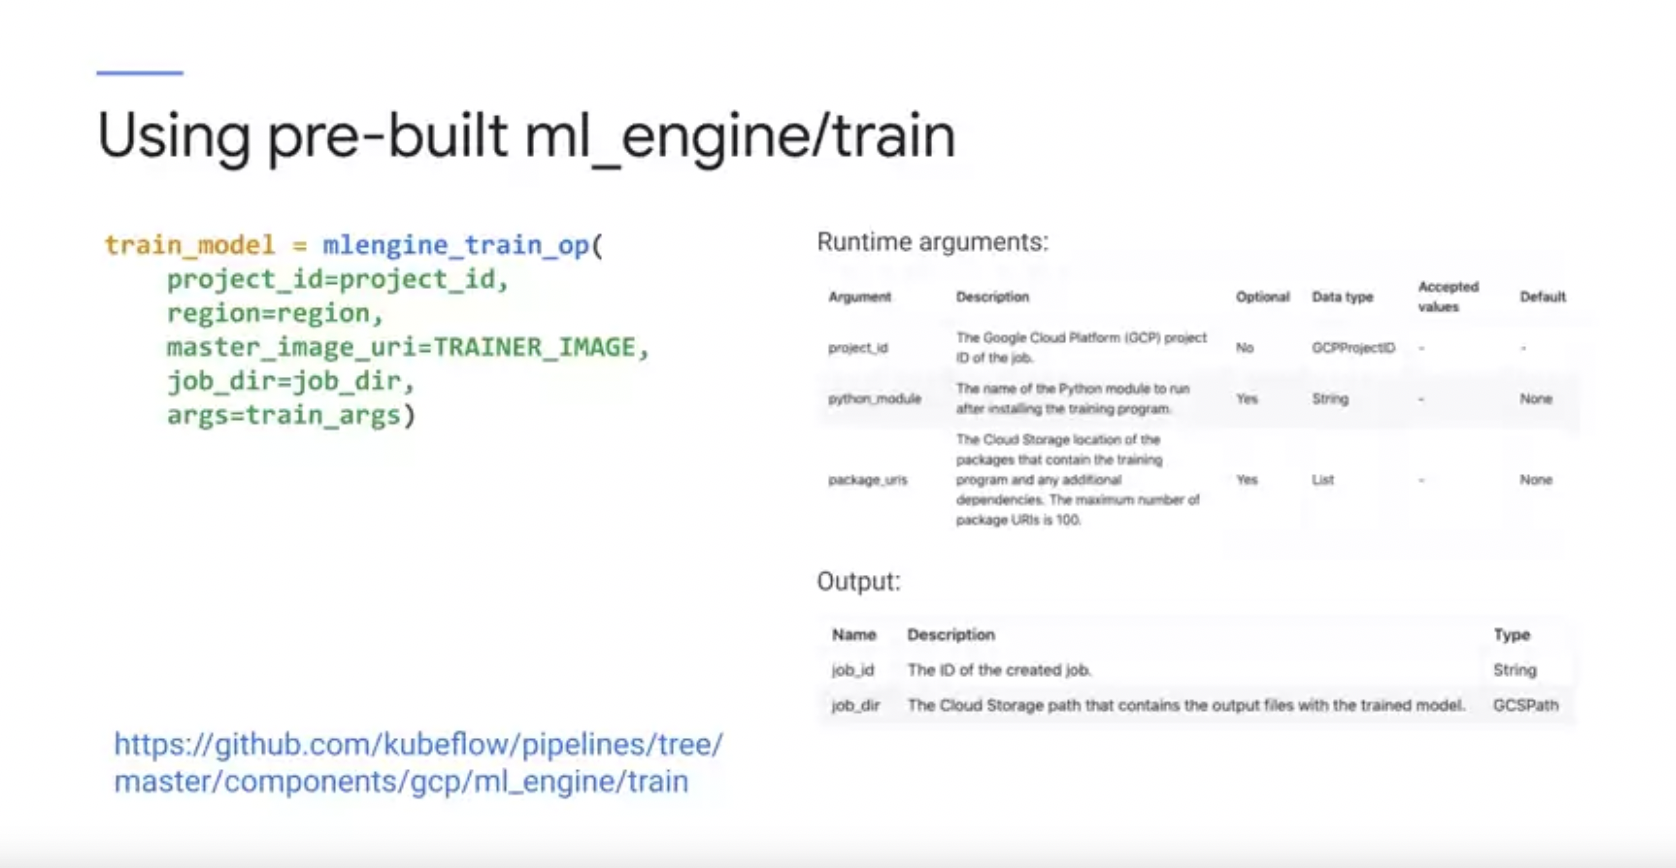 Using pre-built ml_engine/train
train_model = mlengine_train_op(
project_id=project_id,
region=region,
master_image_uri=TRAINER_IMAGE,
job_dir=job_dir,
args=train_args)
https://github.com/kubeflow/pipelines/tree/
master/components/gcp/ml_engine/train
Runtime arguments:
Argument Description Optional Data type Accepted values Default
project_id The Google Cloud Platform (GCP) project No GCPProjectID - -
ID of the job.
python_module The name of the Python module to run Yes String - None
after installing the training program.
The Cloud Storage location of the
packages that contain the training
package_uris program and any additional Yes List - None
dependencies. The maximum number of
package URIs is 100.
Output:
Name Description Type
job_id The ID of the created job. String
job_dir The Cloud Storage path that contains the output files with the trained model. GCSPath